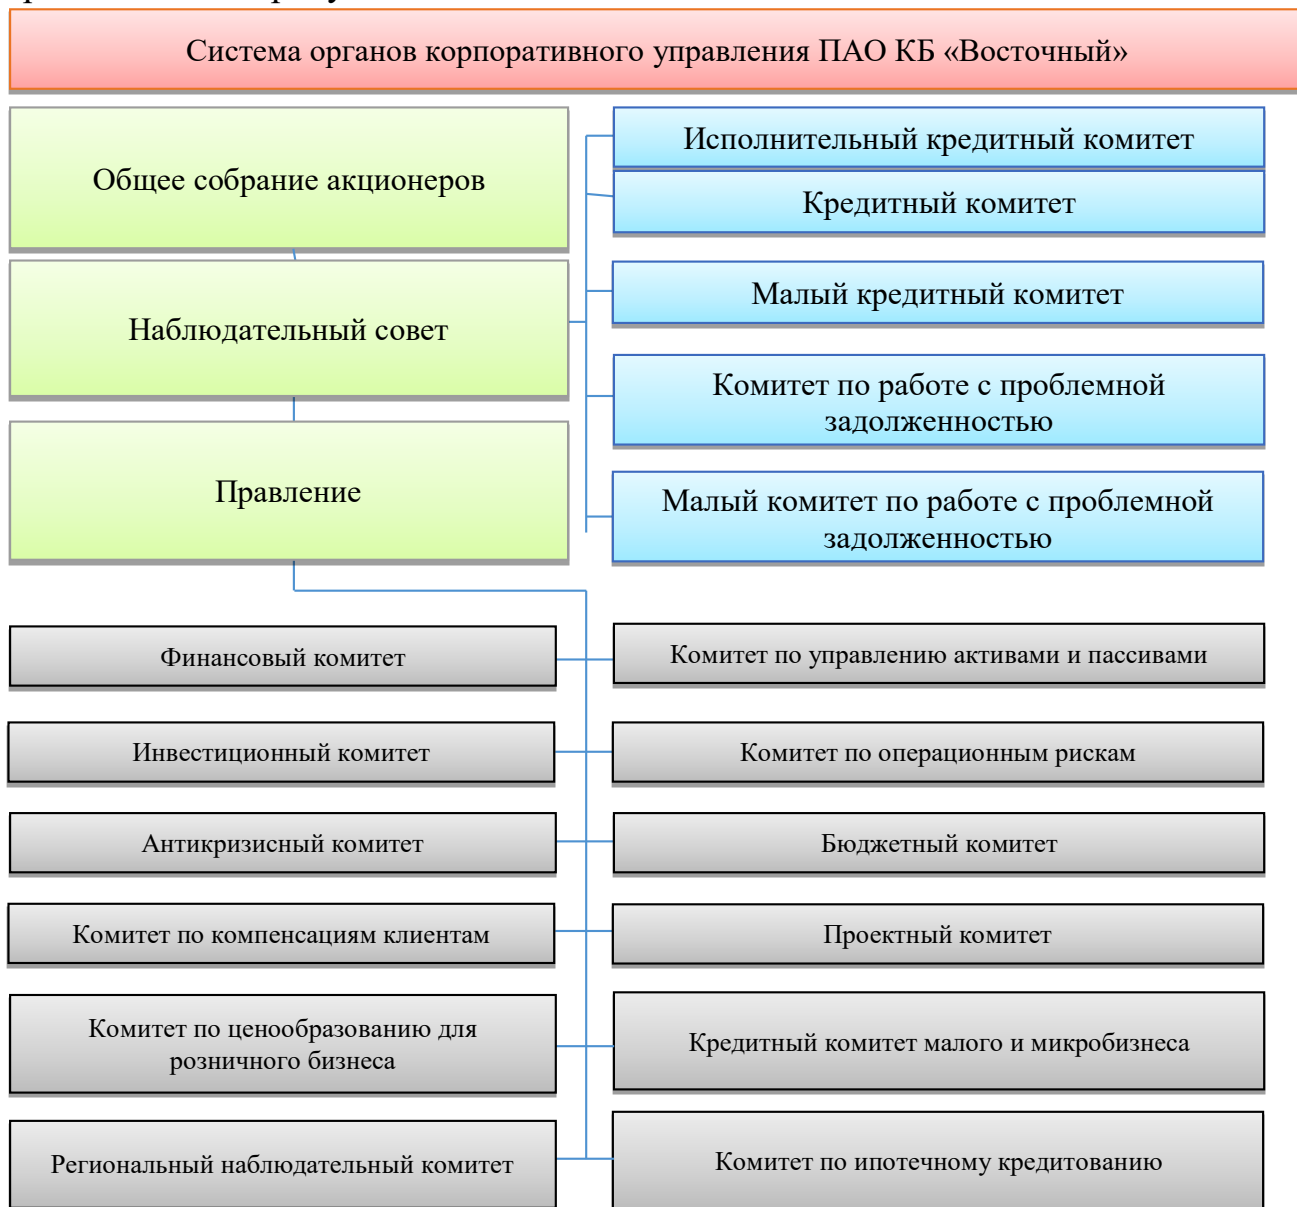 Система органов корпоративного управления ПАО КБ «Восточный»
Общее собрание акционеров
Исполнительный кредитный комитет
Кредитный комитет
Наблюдательный совет
Малый кредитный комитет
Комитет по работе с проблемной
задолженностью
Правление
Малый комитет по работе с проблемной
задолженностью
Финансовый комитет
Комитет по управлению активами и пассивами
Инвестиционный комитет
Комитет по операционным рискам
Антикризисный комитет
Бюджетный комитет
Комитет по компенсациям клиентам
Проектный комитет
Комитет по ценообразованию для
розничного бизнеса
Кредитный комитет малого и микробизнеса
Региональный наблюдательный комитет
Комитет по ипотечному кредитованию